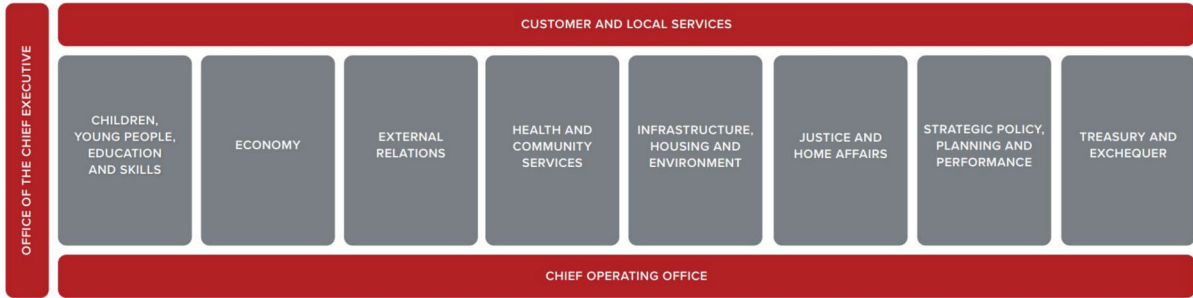 OFFICE OF THE CHIEF EXECUTIVE
CUSTOMER AND LOCAL SERVICES
CHILDREN,
YOUNG PEOPLE,
EDUCATION
AND SKILLS
ECONOMY
EXTERNAL
RELATIONS
HEALTH AND
COMMUNITY
SERVICES
INFRASTRUCTURE,
HOUSING AND
ENVIRONMENT
JUSTICE AND
HOME AFFAIRS
STRATEGIC POLICY,
PLANNING AND
PERFORMANCE
TREASURY AND
EXCHEQUER
CHIEF OPERATING OFFICE